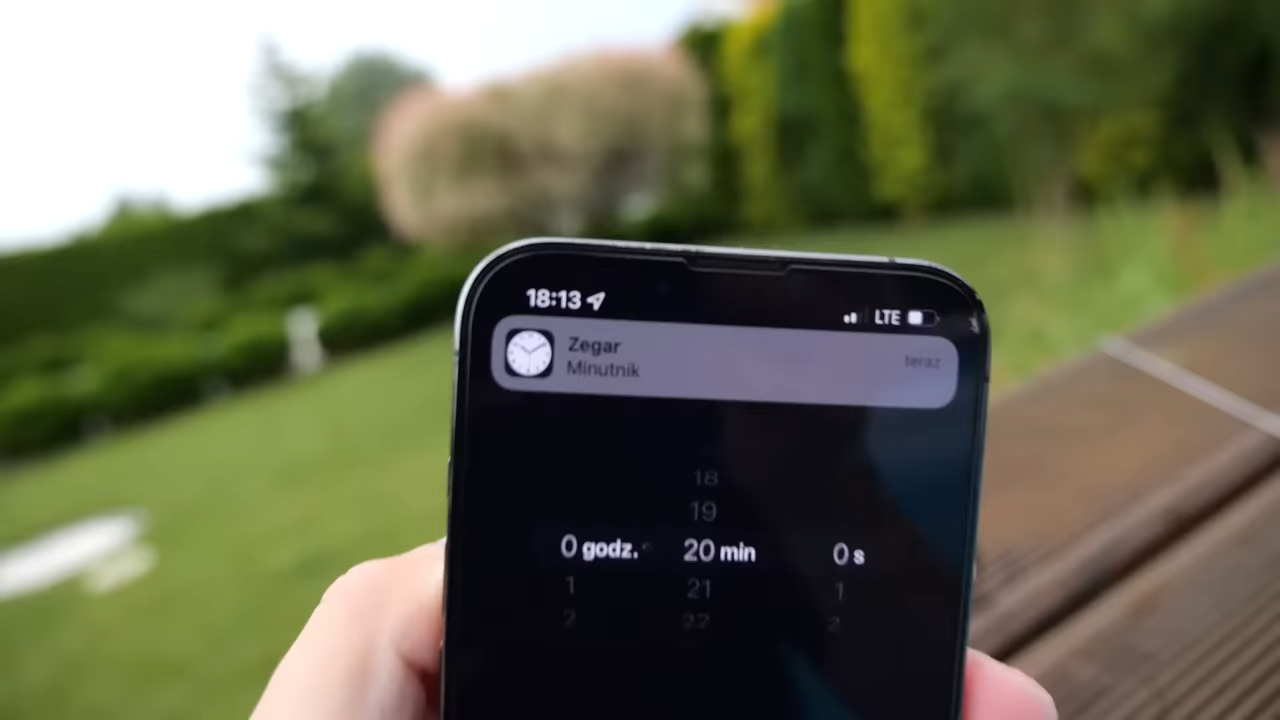 18:13
LTE
Zegar
Minutnik
teraz
18
19
0 godz. 20 min 0 s
1 21 1
2 22 2